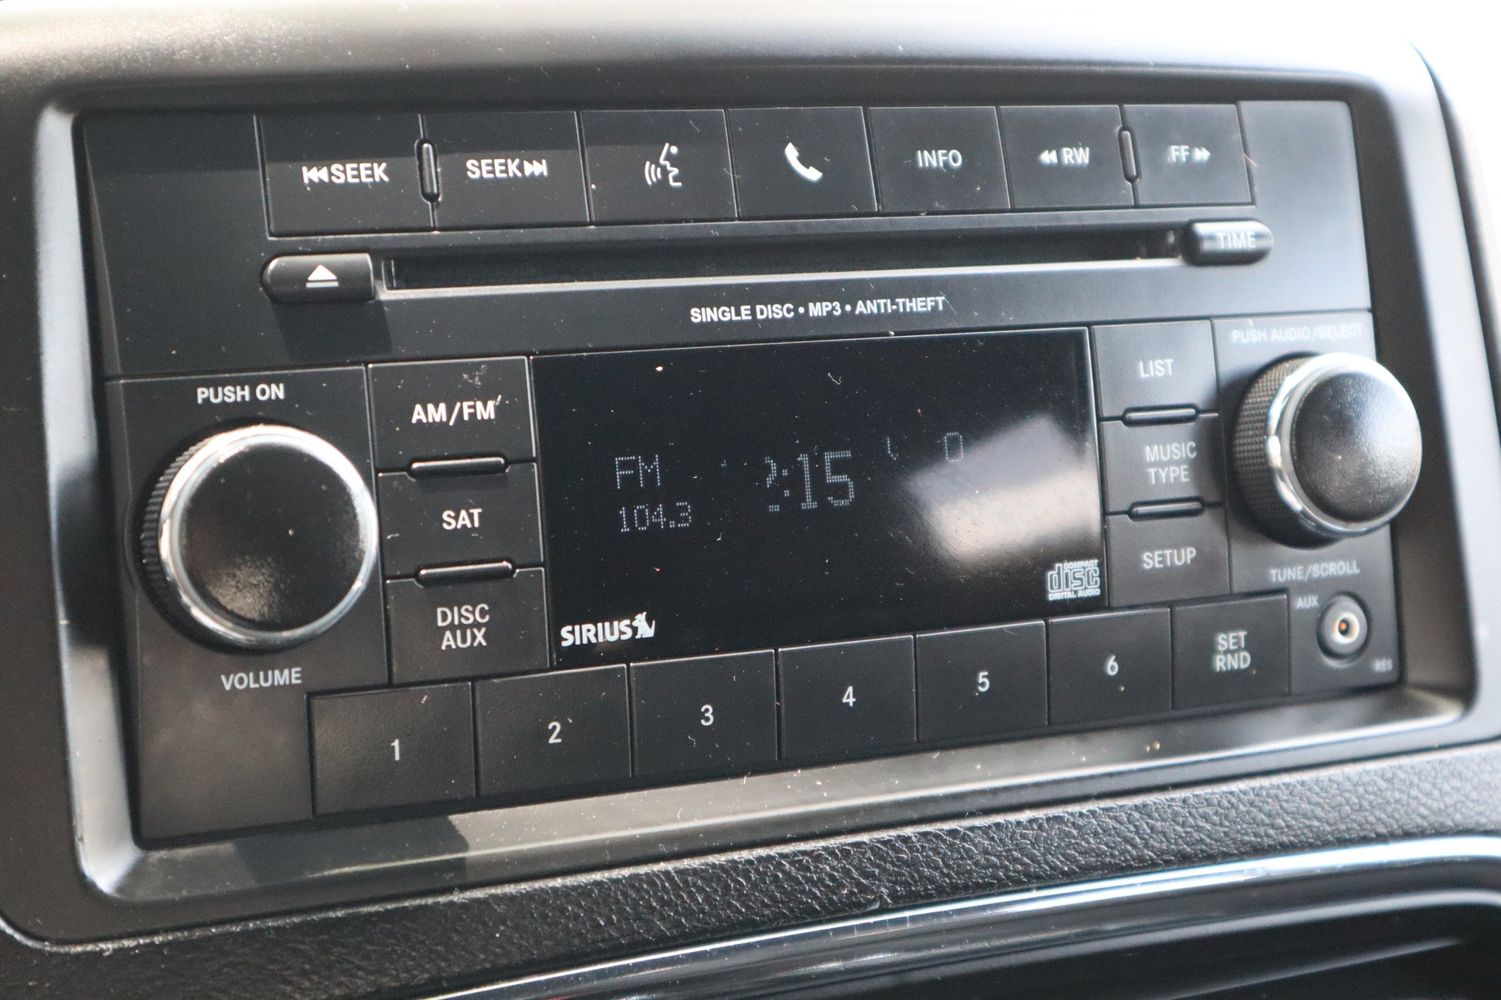 SEEK
SEEK
INFO
RW
FF
TIME
SINGLE DISC • MP3 • ANTI-THEFT
PUSH ON
AM/FM
SAT
DISC
AUX
VOLUME
FM
104.3
2:15
SIRIUS
COMPACT
disc
DIGITAL AUDIO
LIST
MUSIC
TYPE
SETUP
PUSH AUDIO/SELECT
TUNE/SCROLL
AUX
RES
1
2
3
4
5
6
SET
RND